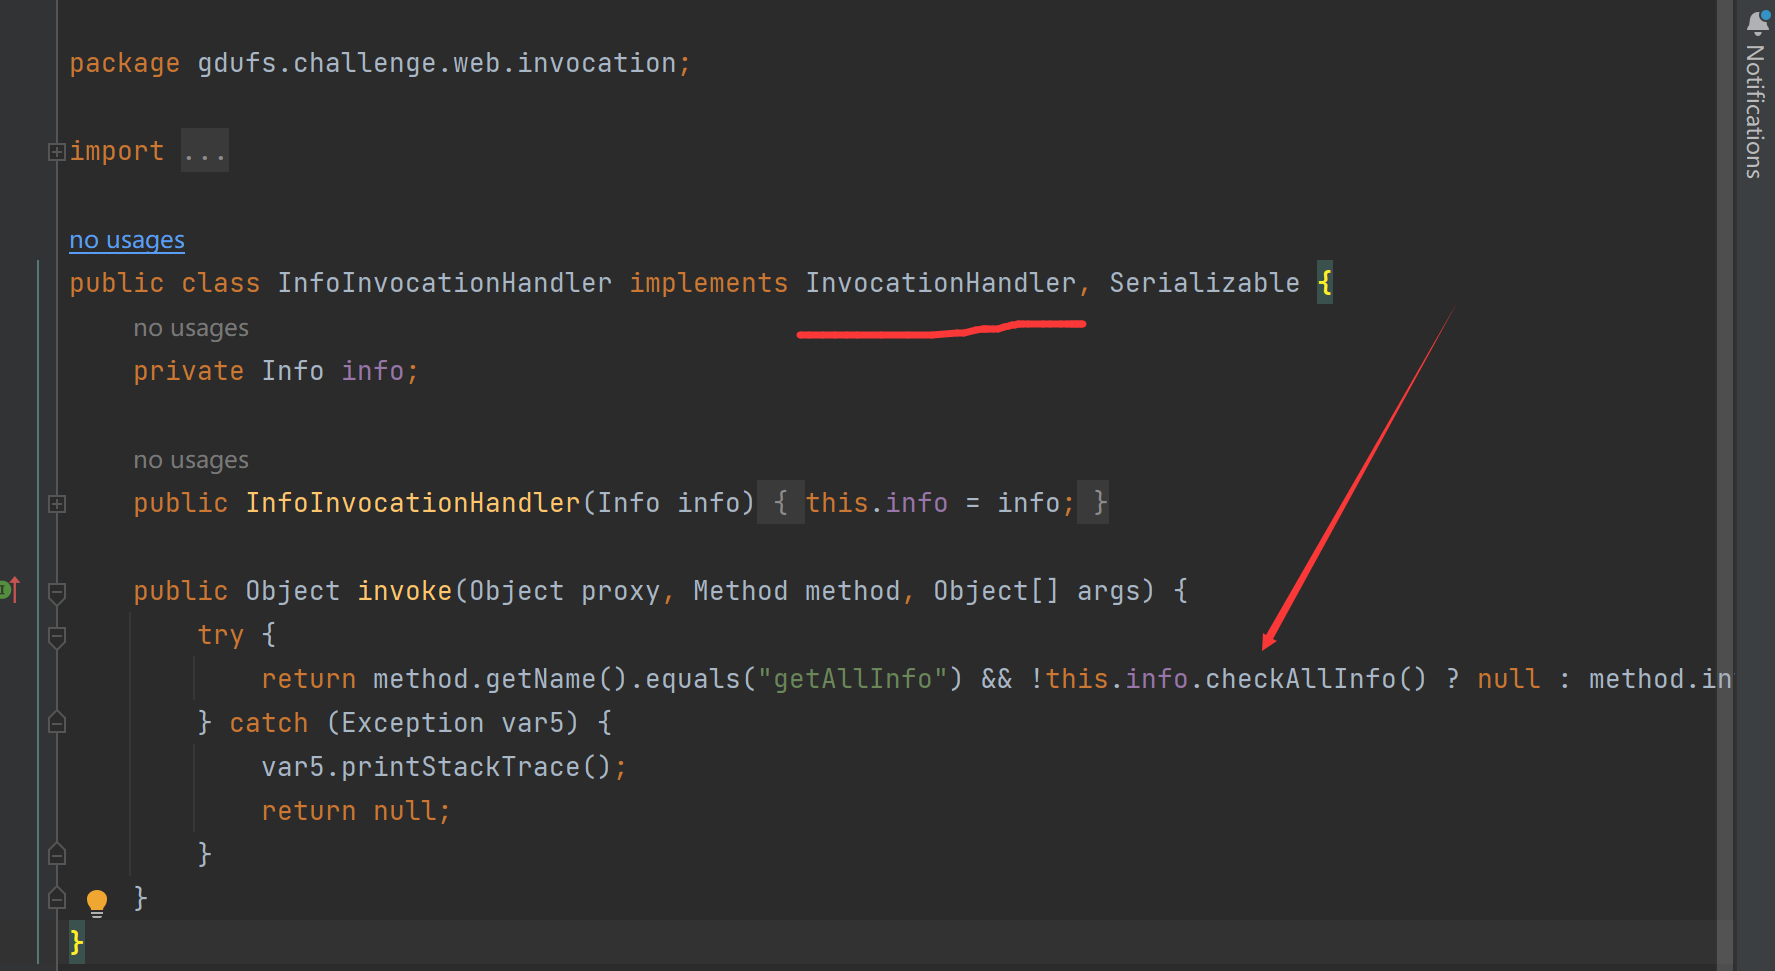 package gdufs.challenge.web.invocation;
import ...
no usages
public class InfoInvocationHandler implements InvocationHandler, Serializable {
no usages
private Info info;
no usages
public InfoInvocationHandler(Info info) { this.info = info; }
public Object invoke(Object proxy, Method method, Object[] args) {
try {
return method.getName().equals("getAllInfo") && !this.info.checkAllInfo() ? null : method.in
} catch (Exception var5) {
var5.printStackTrace();
return null;
}
}
}
Notifications